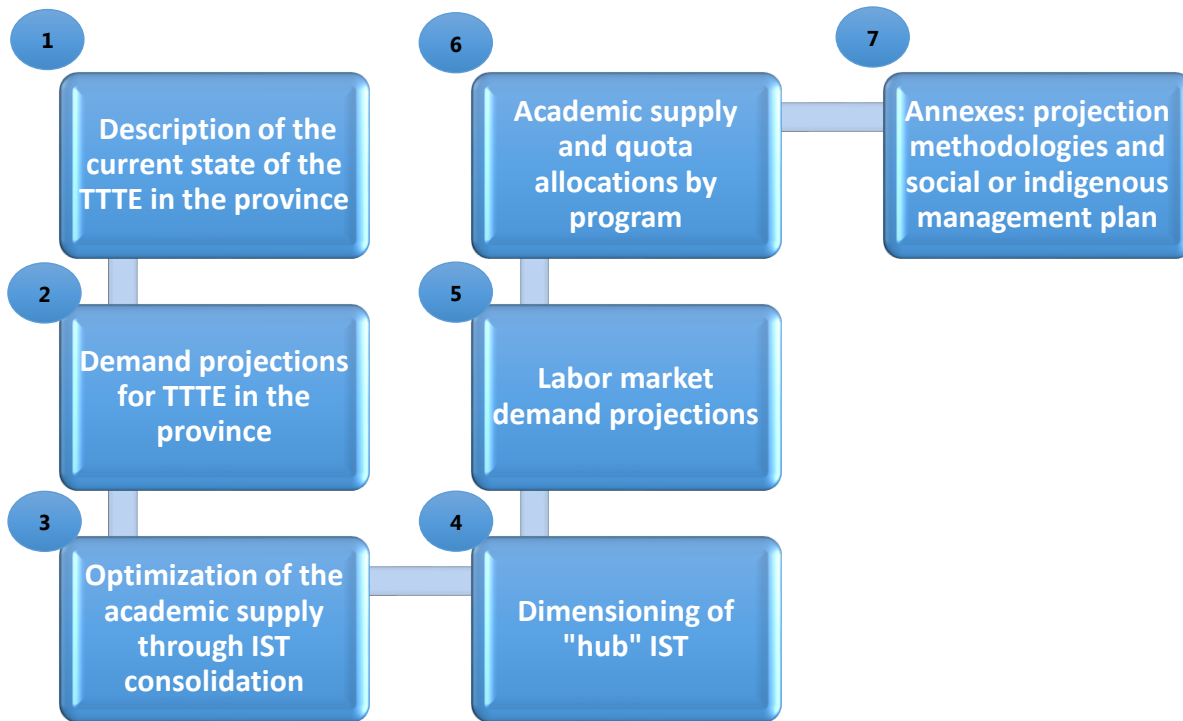 1
Description of the
current state of the
TTTE in the province
2
Demand projections
for TTTE in the
province
3
Optimization of the
academic supply
through IST
consolidation
4
Dimensioning of
"hub" IST
5
Labor market
demand projections
6
Academic supply
and quota
allocations by
program
7
Annexes: projection
methodologies and
social or indigenous
management plan